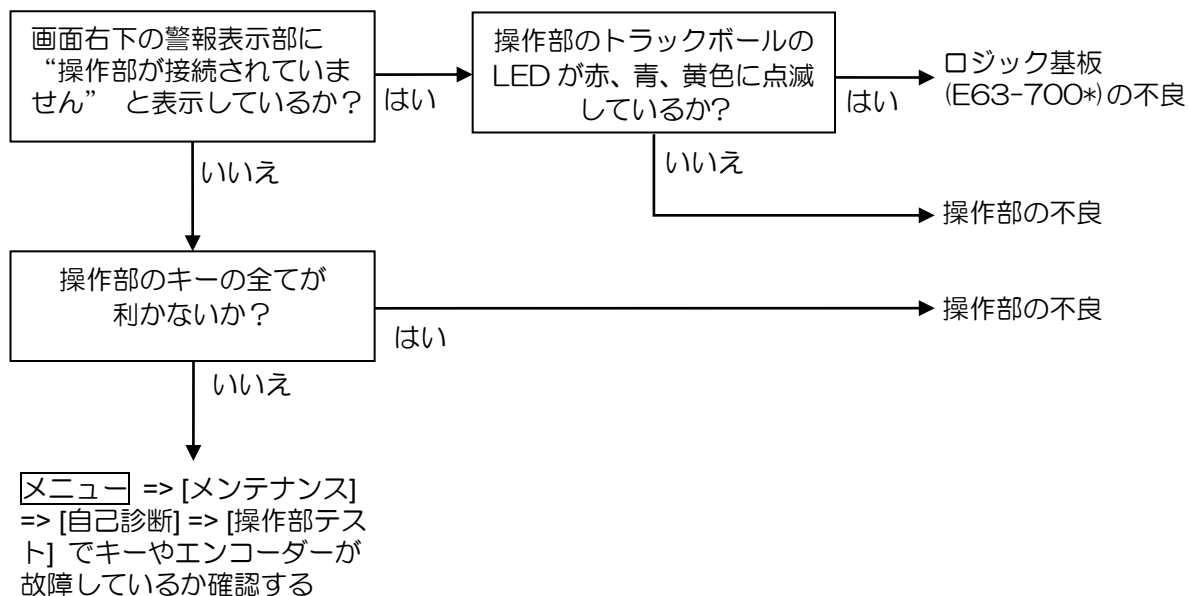 画面右下の警報表示部に
“操作部が接続されていま
せん” と表示しているか？
はい
操作部のトラックボールの
LED が赤、青、黄色に点滅
しているか?
はい
ロジック基板
(E63-700*)の不良
いいえ
いいえ
操作部の不良
操作部のキーの全てが
利かないか？
はい
操作部の不良
いいえ
メニュー => [メンテナンス]
=> [自己診断] => [操作部テス
ト] でキーやエンコーダーが
故障しているか確認する